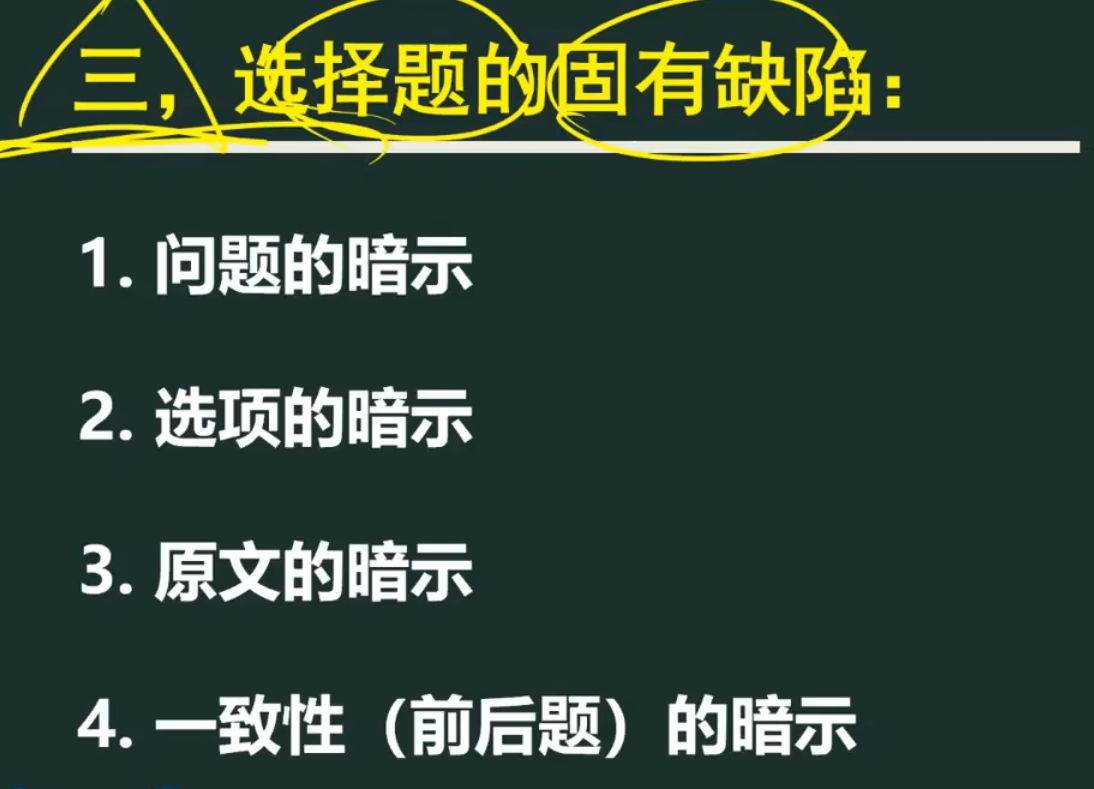 三，选择题的固有缺陷：
1. 问题的暗示
2. 选项的暗示
3. 原文的暗示
4. 一致性（前后题）的暗示